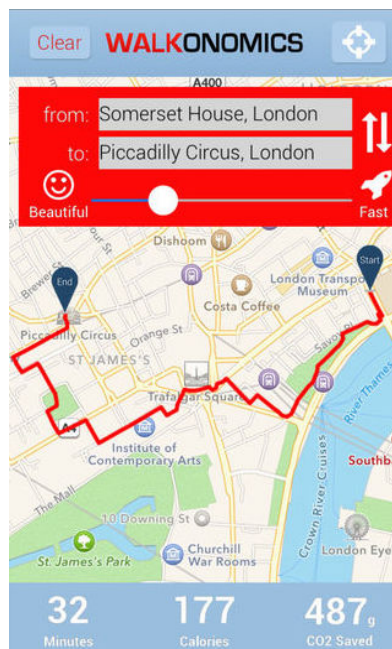 Clear WALKONOMICS
A400
from: Somerset House, London
to: Piccadilly Circus, London
Beautiful Fast
Dishoom
End
Start
London Transpo
Museum
Brewer
Costa Coffee
Piccadilly Circus
Orange St
Savoy Pl
ST JAMES'S
Trafalgar Square
River Thames
A4
Institute of
Contemporary Arts
Southb
The Mall
10 Downing St
Crown River Cruises
St. James's Park
Churchill
War Rooms
London Eye
32 177 487g
Minutes Calories CO2 Saved